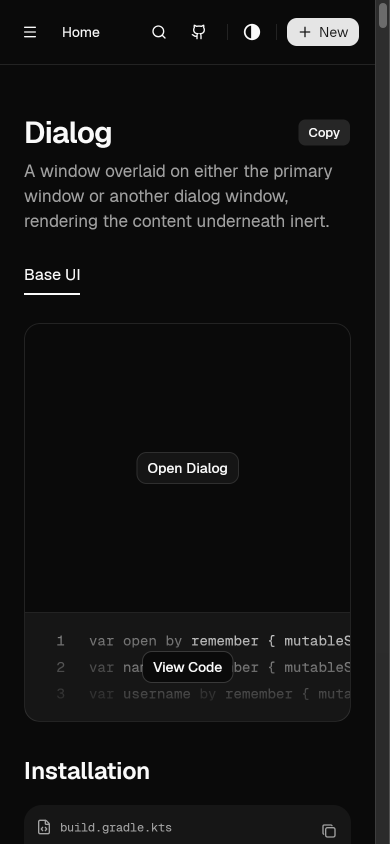 Home
New
Dialog
Copy
A window overlaid on either the primary
window or another dialog window,
rendering the content underneath inert.
Base UI
Open Dialog
1 var open by remember { mutableS
2 var nam View Code ber { mutableS
3 var username by remember { muta
Installation
build.gradle.kts